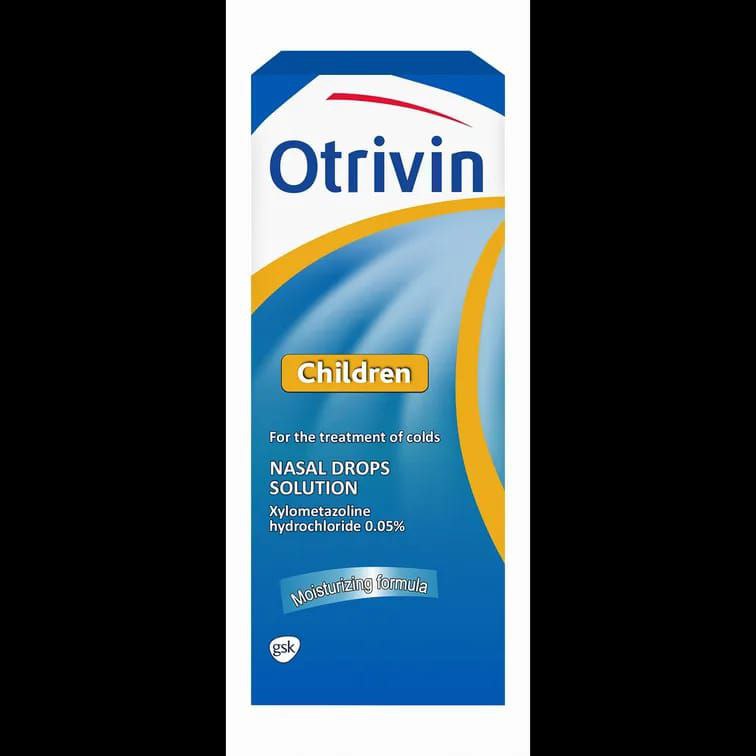 Otrivin
Children
For the treatment of colds
NASAL DROPS
SOLUTION
Xylometazoline
hydrochloride 0.05%
Moisturizing formula
gsk